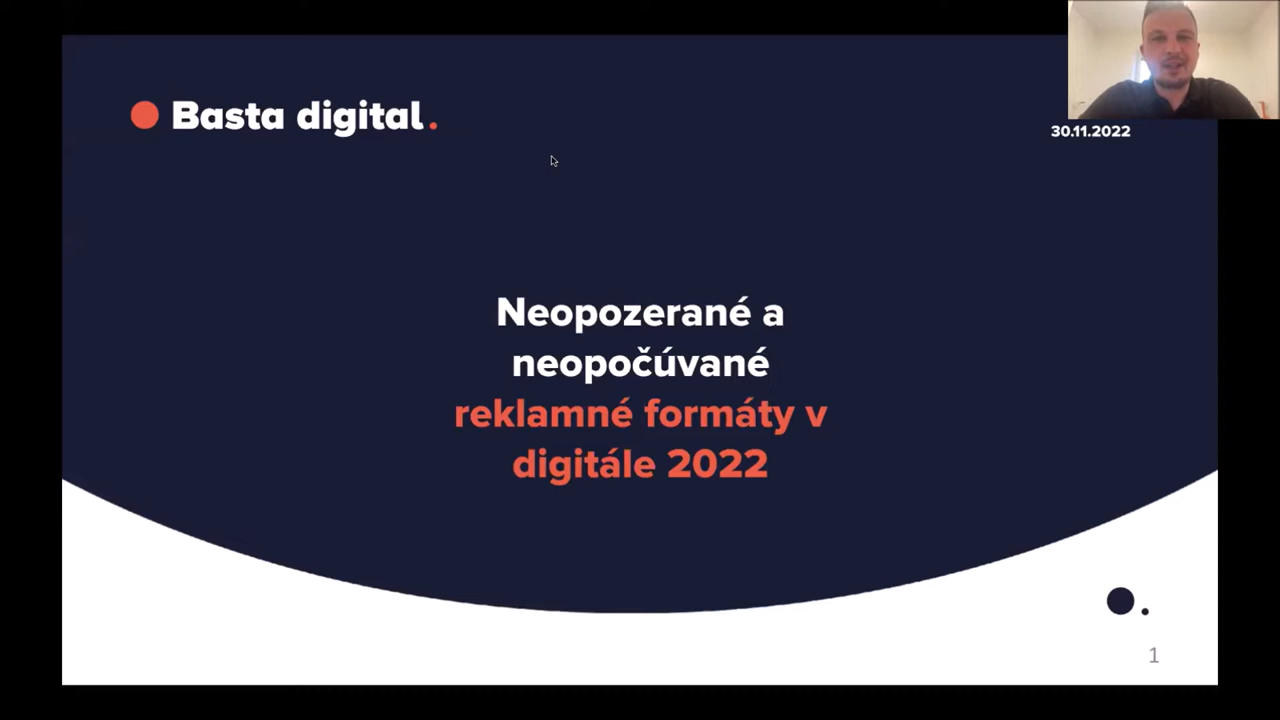 Basta digital.
30.11.2022
Neopozerané a
neopočúvané
reklamné formáty v
digitále 2022
1